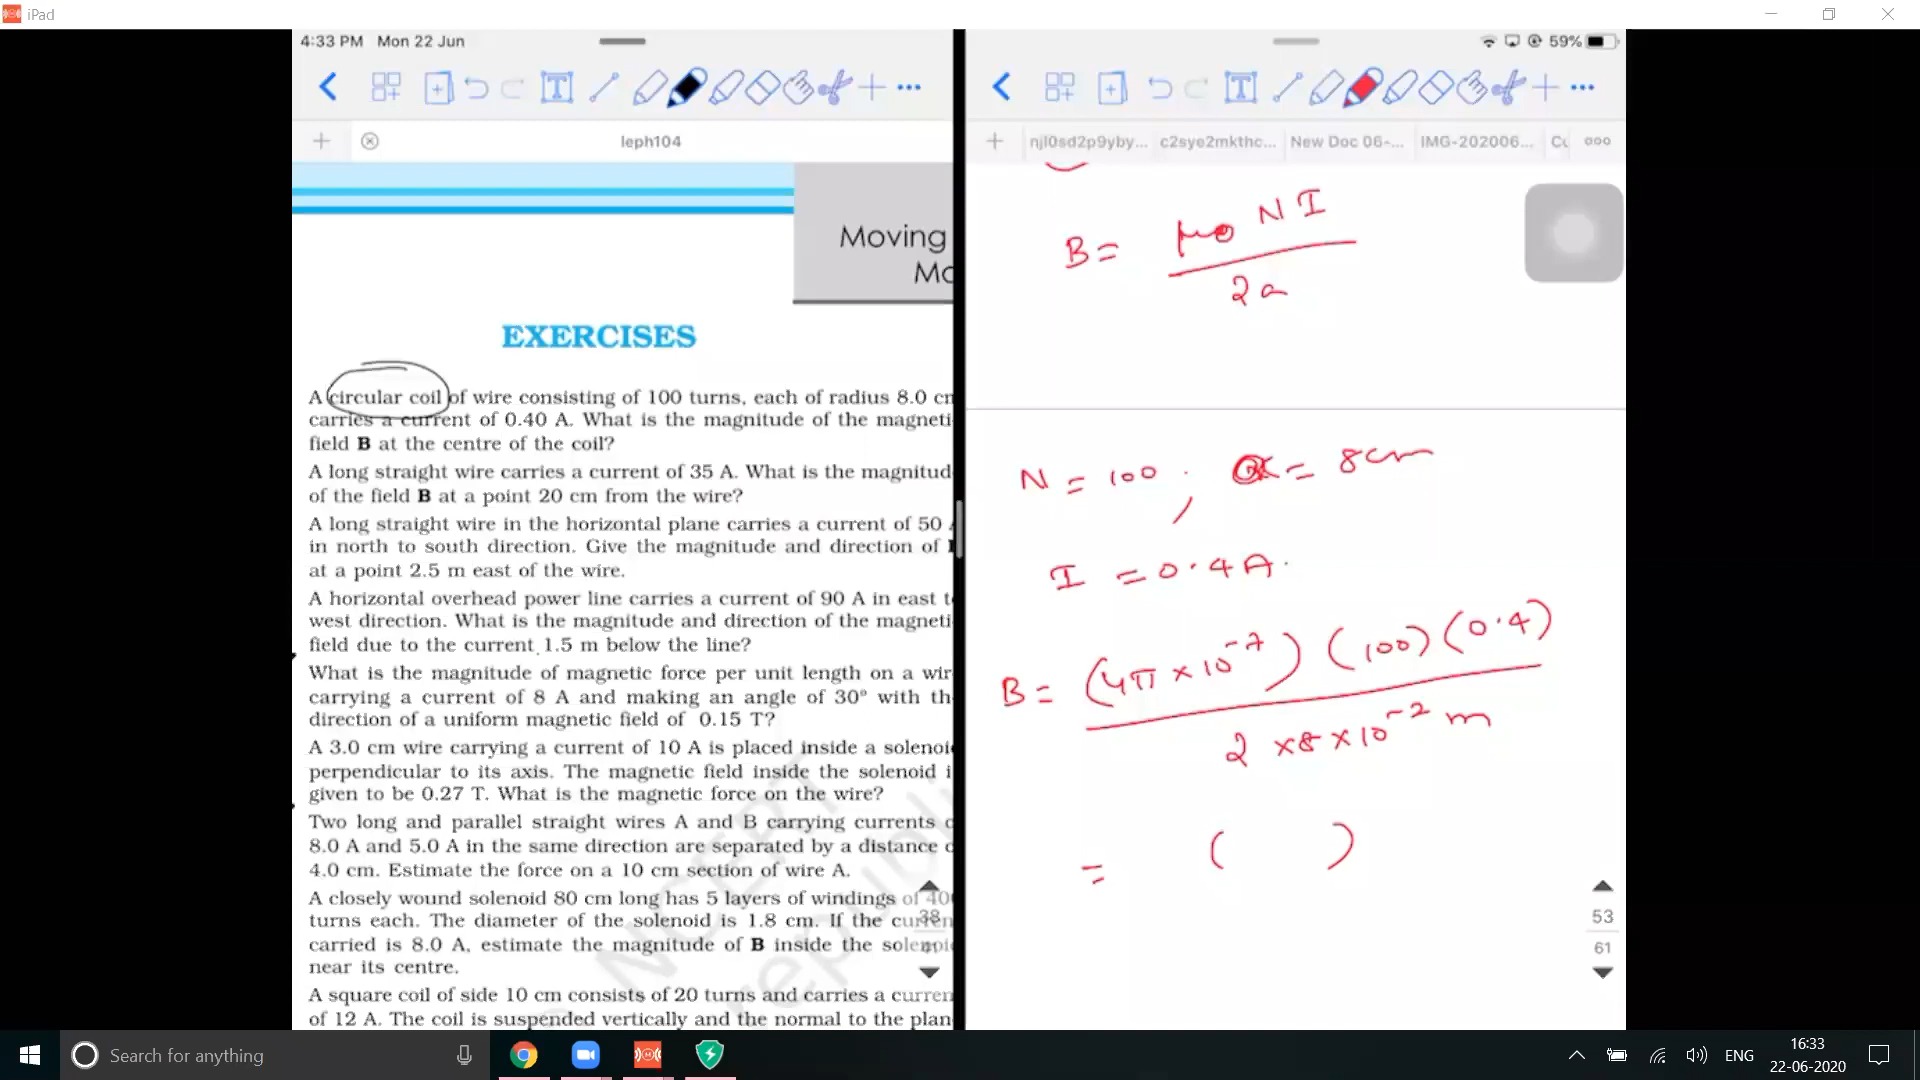 iPad
4:33 PM Mon 22 Jun
59%
leph104
njl0sd2p9yby... c2sye2mkthc... New Doc 06-... IMG-202006...
Moving
EXERCISES
A circular coil of wire consisting of 100 turns, each of radius 8.0 cm
carries a current of 0.40 A. What is the magnitude of the magneti
field B at the centre of the coil?
A long straight wire carries a current of 35 A. What is the magnitud
of the field B at a point 20 cm from the wire?
A long straight wire in the horizontal plane carries a current of 50
in north to south direction. Give the magnitude and direction of
at a point 2.5 m east of the wire.
A horizontal overhead power line carries a current of 90 A in east t
west direction. What is the magnitude and direction of the magneti
field due to the current 1.5 m below the line?
What is the magnitude of magnetic force per unit length on a wir
carrying a current of 8 A and making an angle of 30° with th
direction of a uniform magnetic field of 0.15 T?
A 3.0 cm wire carrying a current of 10 A is placed inside a solenoi
perpendicular to its axis. The magnetic field inside the solenoid i
given to be 0.27 T. What is the magnetic force on the wire?
Two long and parallel straight wires A and B carrying currents o
8.0 A and 5.0 A in the same direction are separated by a distance o
4.0 cm. Estimate the force on a 10 cm section of wire A.
A closely wound solenoid 80 cm long has 5 layers of windings of 400
turns each. The diameter of the solenoid is 1.8 cm. If the curren
carried is 8.0 A, estimate the magnitude of B inside the solenoi
near its centre.
A square coil of side 10 cm consists of 20 turns and carries a curren
of 12 A. The coil is suspended vertically and the normal to the plan
38
41
NCERT
republi
B = μ0 N I / 2a
N = 100 , a = 8cm
I = 0.4 A.
B = (4π × 10⁻⁷) (100) (0.4) / 2 × 8 × 10⁻² m
= ( )
53
61
Search for anything
ENG
16:33
22-06-2020